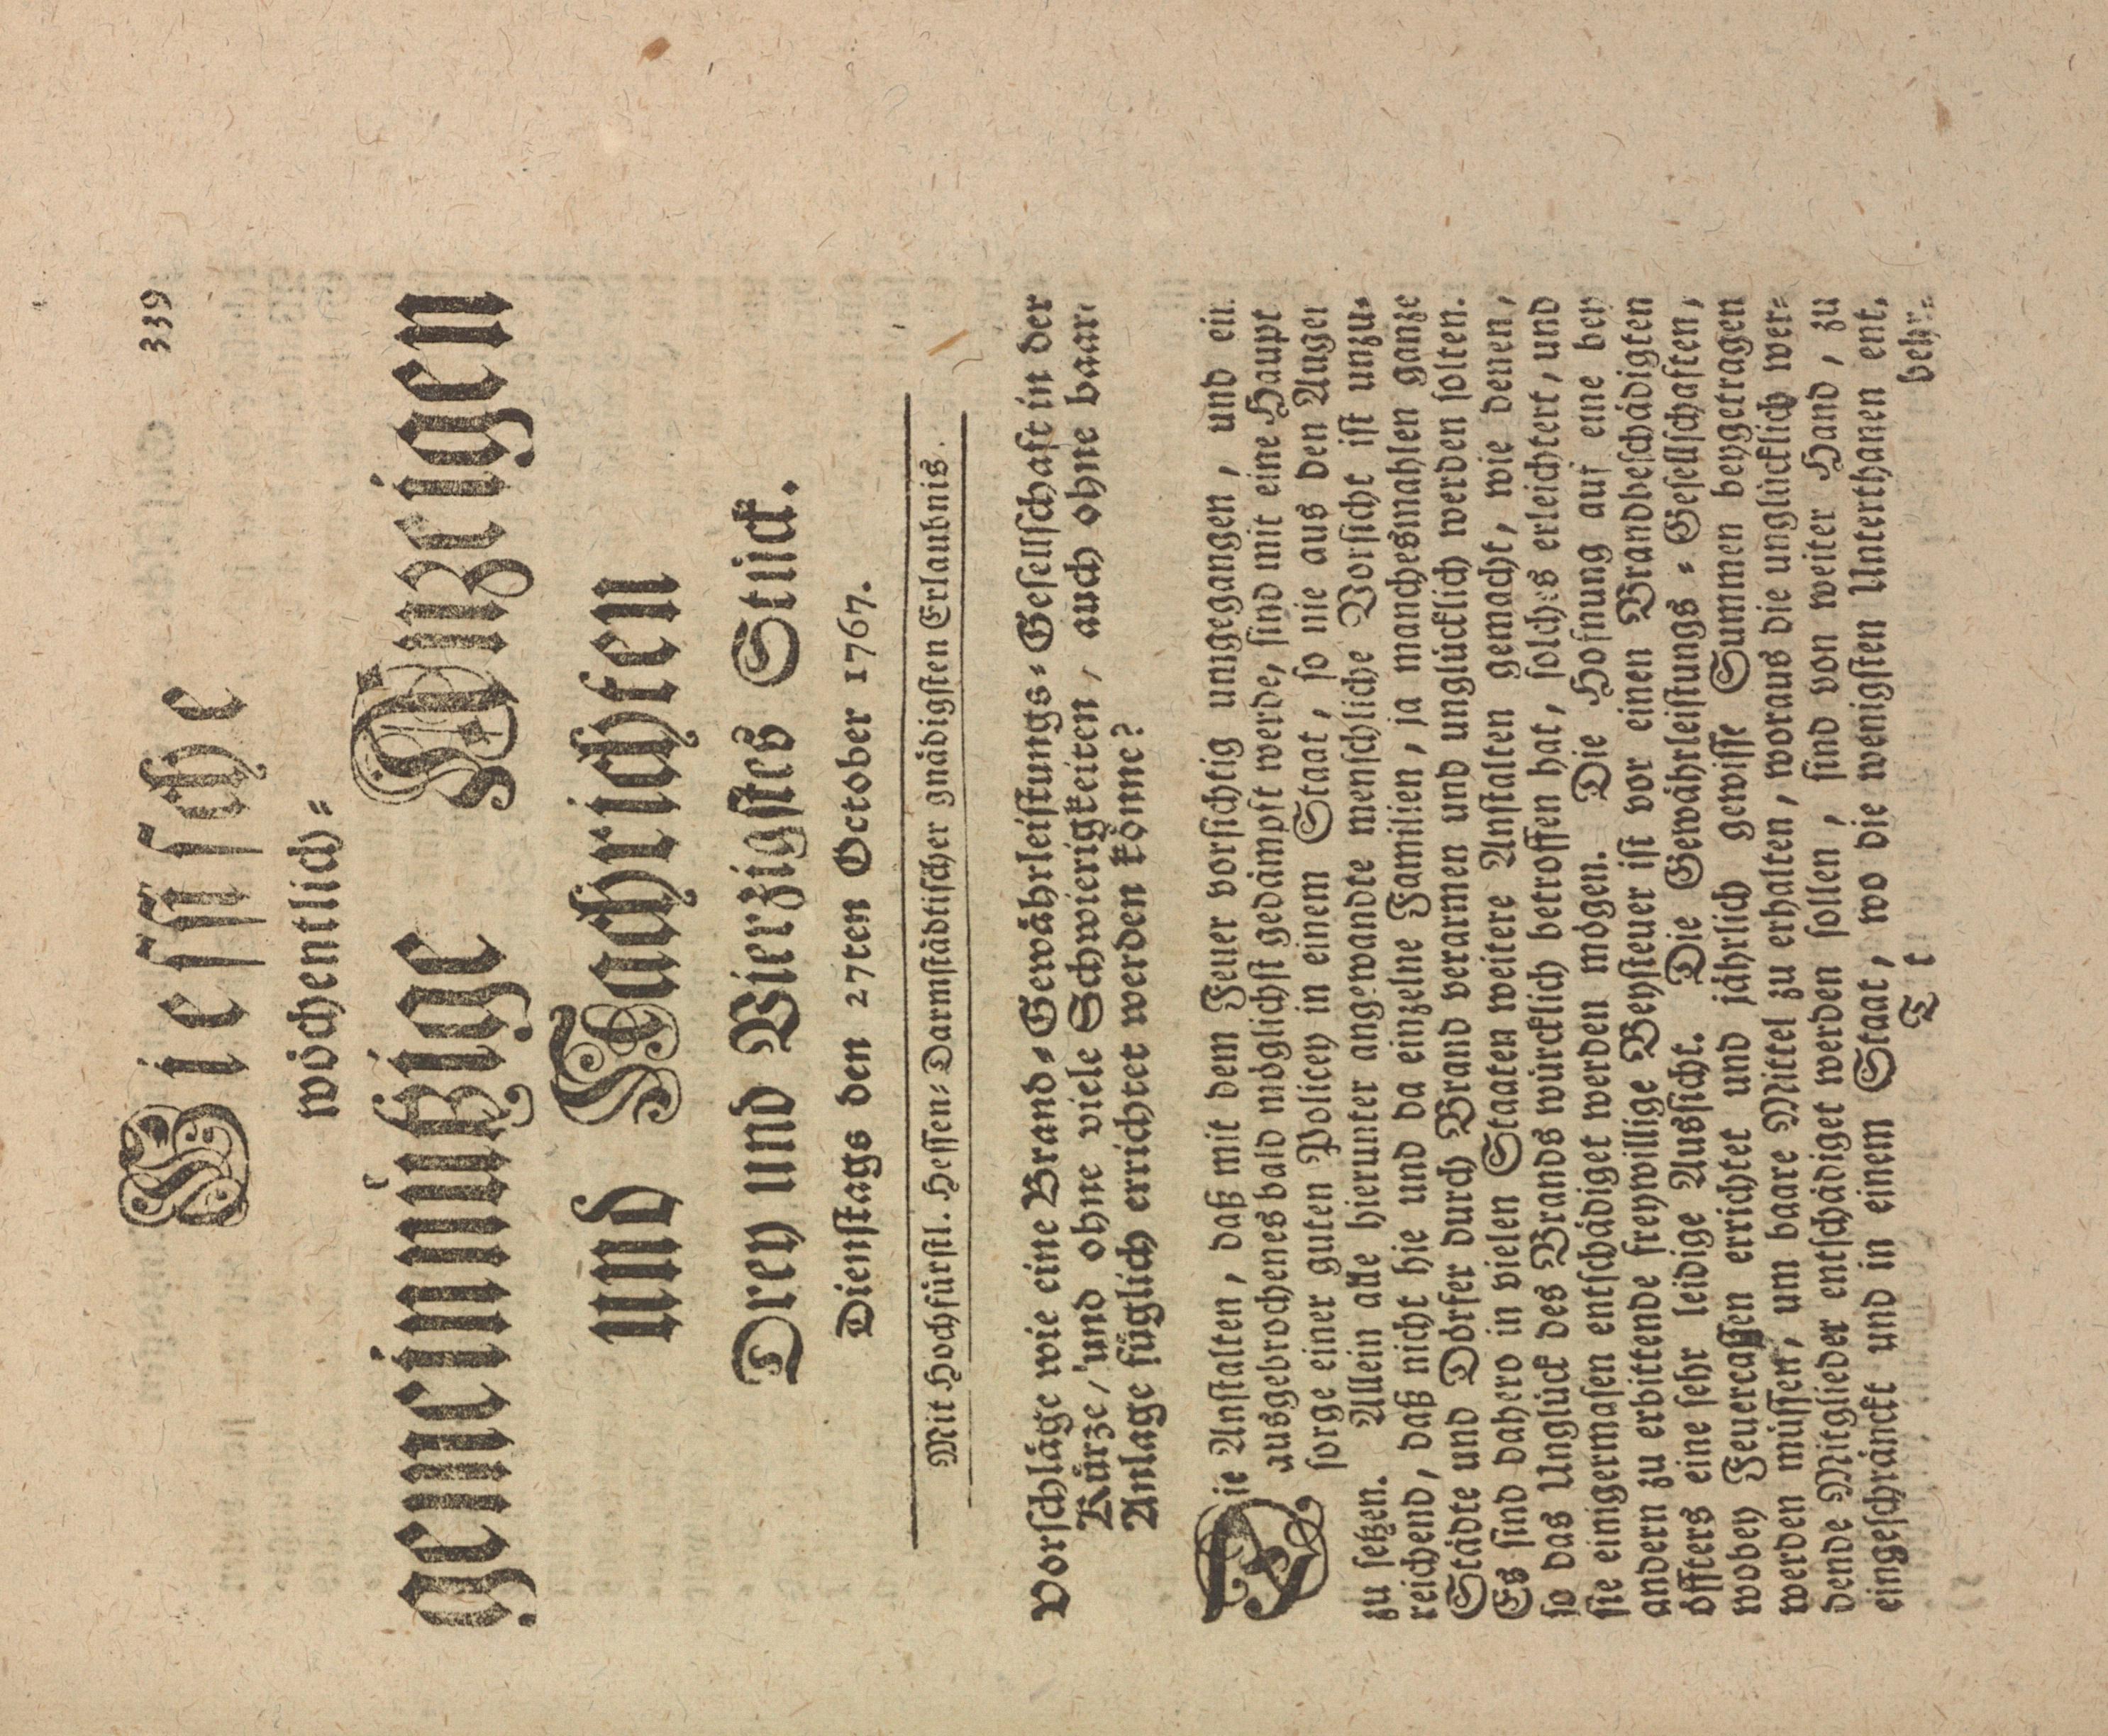 339
Giessische
wöchentlich=
gemeinnüßige Anzeigen
und Nachrichten
Drey und Vierzigstes Stück.
Dienstags den 27ten October 1767.
Mit Hochfürstl. Hessen=Darmstädtischer gnädigsten Erlaubnis.
Vorschläge wie eine Brand=Gewährleistungs=Gesellschaft in der
Kürze, und ohne viele Schwierigkeiten, auch ohne baare
Anlage füglich errichtet werden könne?
Die Anstalten, daß mit dem Feuer vorsichtig umgegangen, und ein
ausgebrochenes bald möglichst gedämpft werde, sind mit eine Haupt
sorge einer guten Policey in einem Staat, so nie aus den Augen
zu setzen. Allein alle hierunter angewandte menschliche Vorsicht ist unzu=
reichend, daß nicht hie und da einzelne Familien, ja manchesmahlen ganze
Städte und Dörfer durch Brand verarmen und unglücklich werden solten.
Es sind dahero in vielen Staaten weitere Anstalten gemacht, wie denen,
so das Unglück des Brands würcklich betroffen hat, solches erleichtert, und
sie einigermasen entschädiget werden mögen. Die Hofnung auf eine bey
andern zu erbittende freywillige Beysteuer ist vor einen Brandbeschädigten
öffters eine sehr leidige Aussicht. Die Gewährleistungs=Gesellschaften,
wobey Feuercassen errichtet und jährlich gewisse Summen beygetragen
werden müssen, um baare Mittel zu erhalten, woraus die unglücklich wer=
dende Mitglieder entschädiget werden sollen, sind von weiter Hand, zu
eingeschränckt und in einem Staat, wo die wenigsten Unterthanen ent,
T t behr=